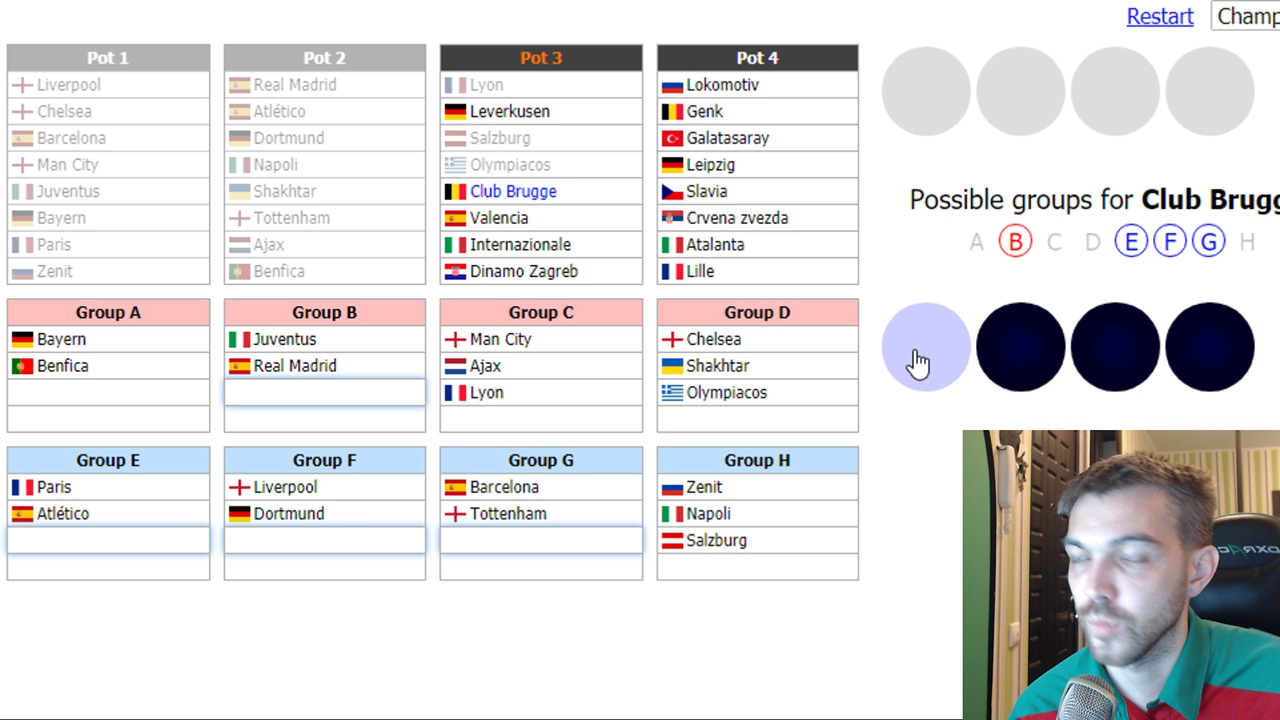 Restart Champ
Pot 1 Pot 2 Pot 3 Pot 4
Liverpool Real Madrid Lyon Lokomotiv
Chelsea Atlético Leverkusen Genk
Barcelona Dortmund Salzburg Galatasaray
Man City Napoli Olympiacos Leipzig
Juventus Shakhtar Club Brugge Slavia
Bayern Tottenham Valencia Crvena zvezda
Paris Ajax Internazionale Atalanta
Zenit Benfica Dinamo Zagreb Lille
Possible groups for Club Brugg
A B C D E F G H
Group A Group B Group C Group D
Bayern Juventus Man City Chelsea
Benfica Real Madrid Ajax Shakhtar
Lyon Olympiacos
Group E Group F Group G Group H
Paris Liverpool Barcelona Zenit
Atlético Dortmund Tottenham Napoli
Salzburg